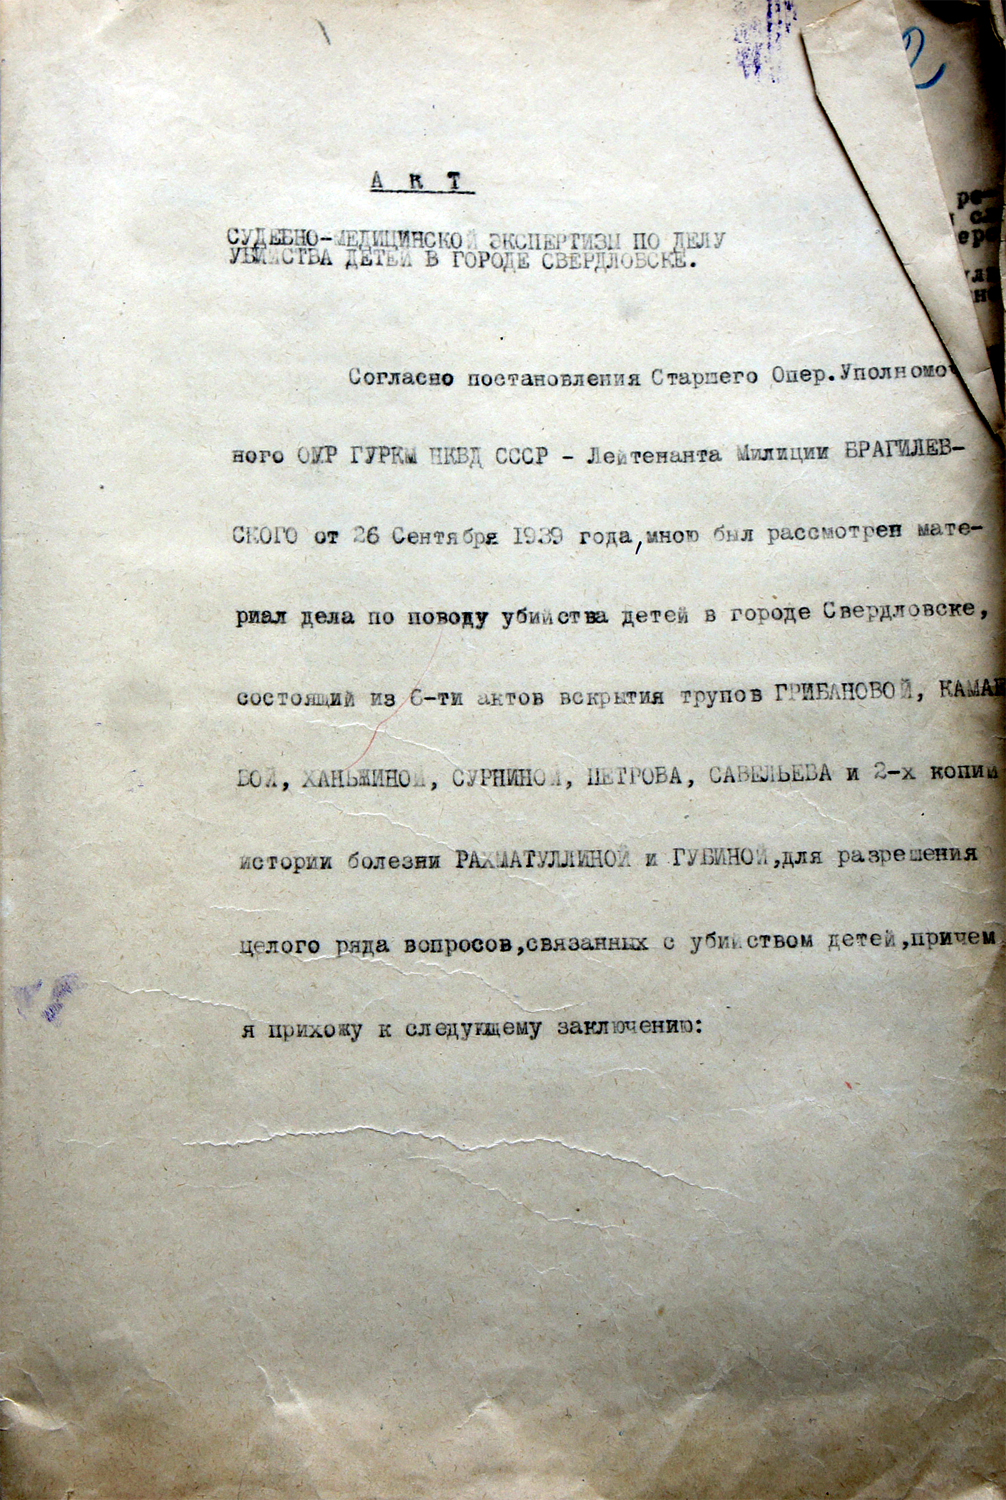 А К Т
СУДЕБНО-МЕДИЦИНСКОЙ ЭКСПЕРТИЗЫ ПО ДЕЛУ
УБИЙСТВА ДЕТЕЙ В ГОРОДЕ СВЕРДЛОВСКЕ.
Согласно постановления Старшего Опер.Уполномоч
ного ОУР ГУРКМ НКВД СССР - Лейтенанта Милиции БРАГИЛЕВ-
СКОГО от 26 Сентября 1939 года,мною был рассмотрен мате-
риал дела по поводу убийства детей в городе Свердловске,
состоящий из 6-ти актов вскрытия трупов ГРИБАНОВОЙ, КАМАЕ
ВОЙ, ХАНЬЖИНОЙ, СУРНИНОЙ, ПЕТРОВА, САВЕЛЬЕВА и 2-х копий
истории болезни РАХМАТУЛЛИНОЙ и ГУБИНОЙ,для разрешения
целого ряда вопросов,связанных с убийством детей,причем
я прихожу к следующему заключению: